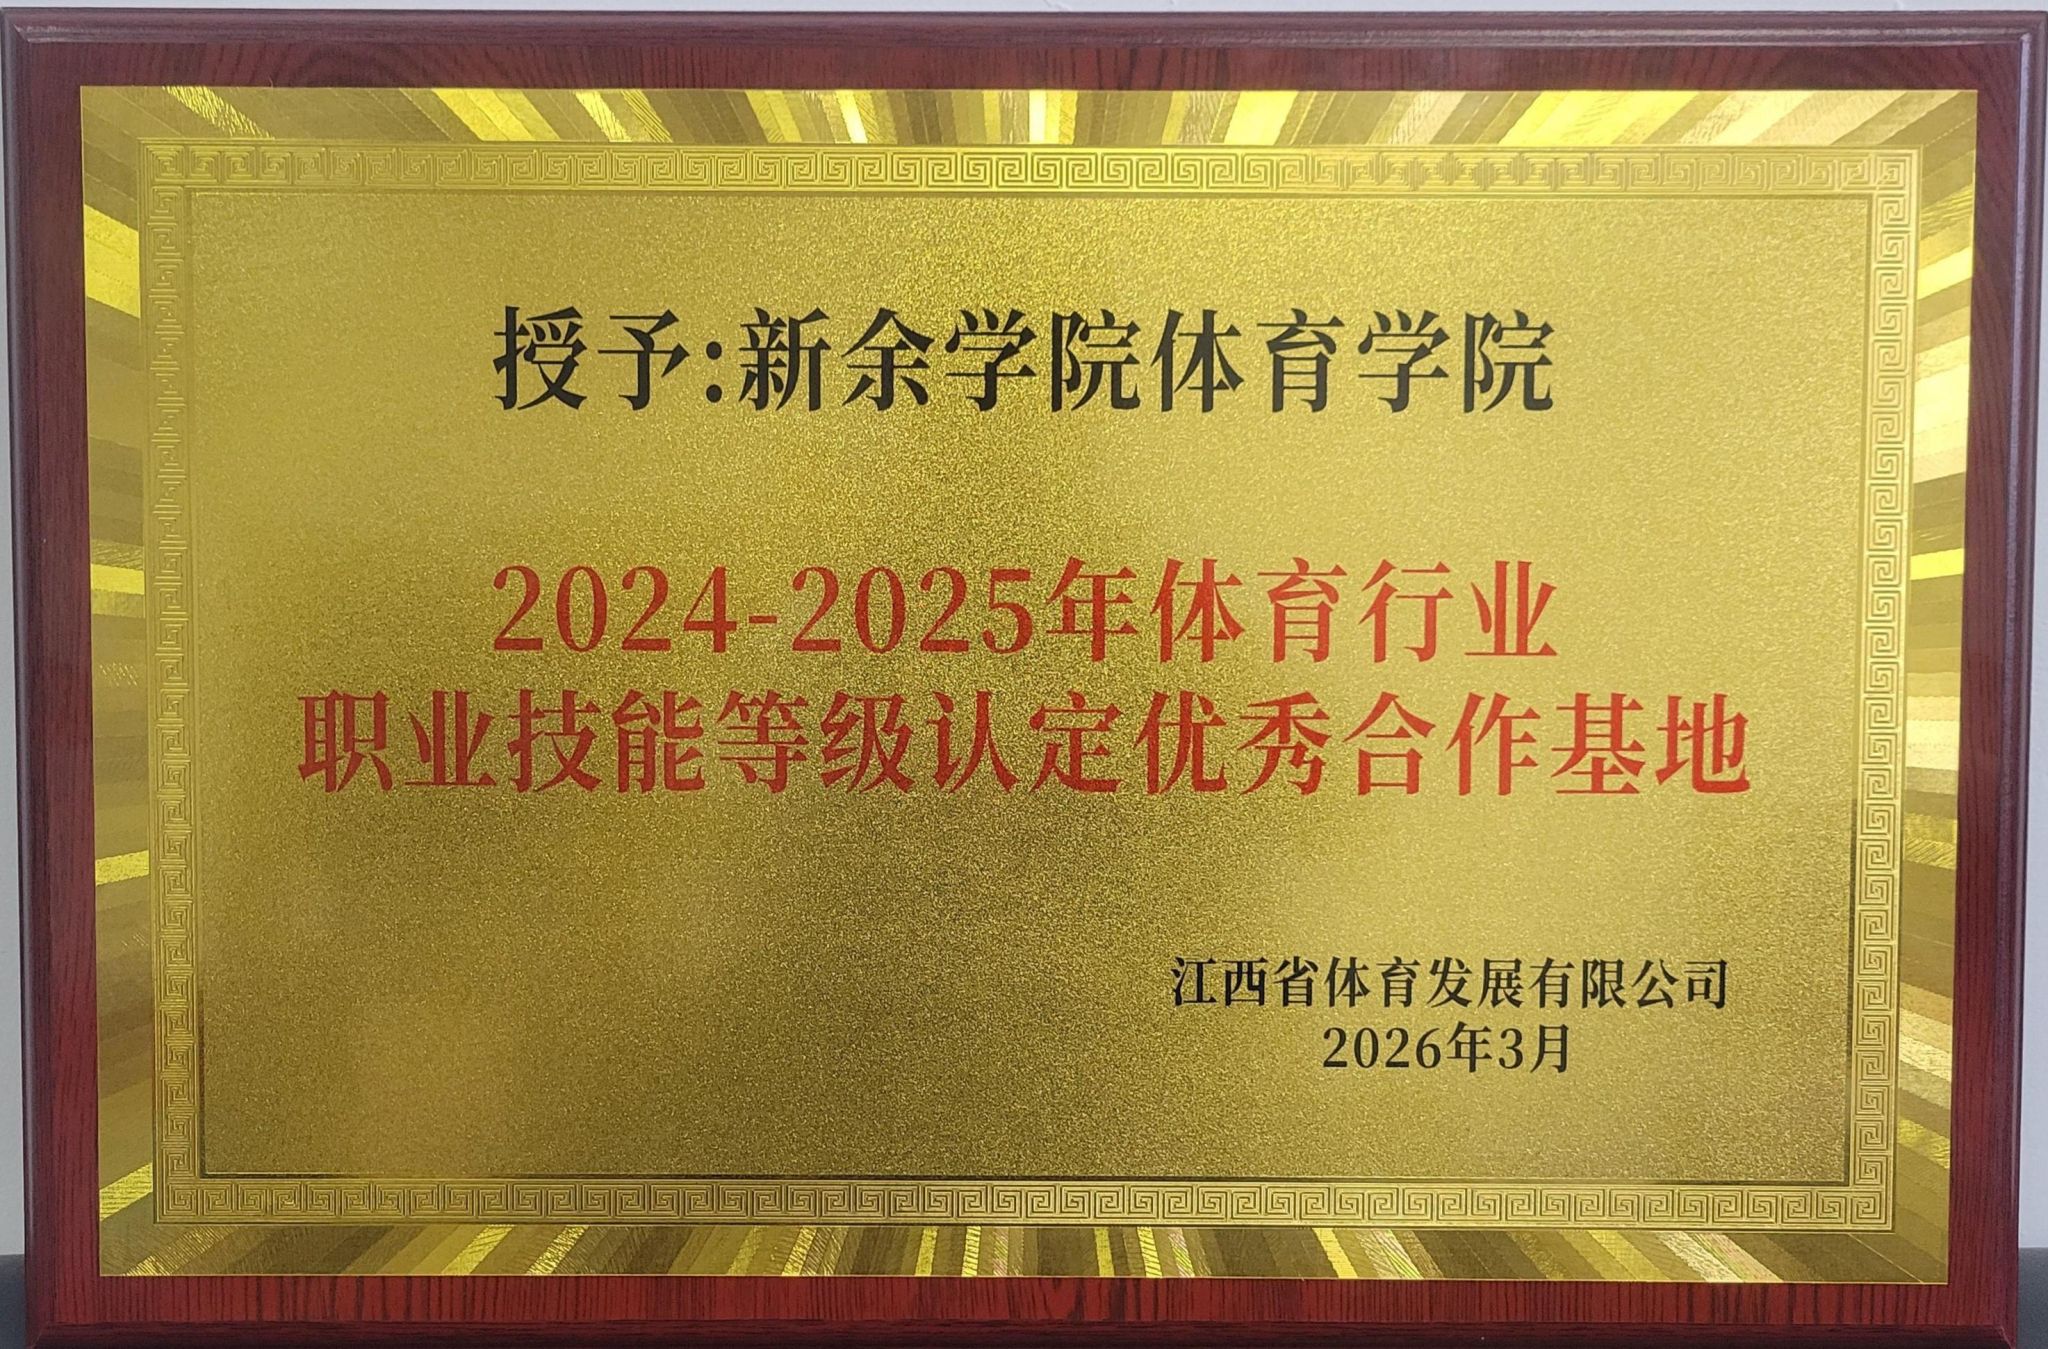 授予:新余学院体育学院
2024-2025年体育行业
职业技能等级认定优秀合作基地
江西省体育发展有限公司
2026年3月